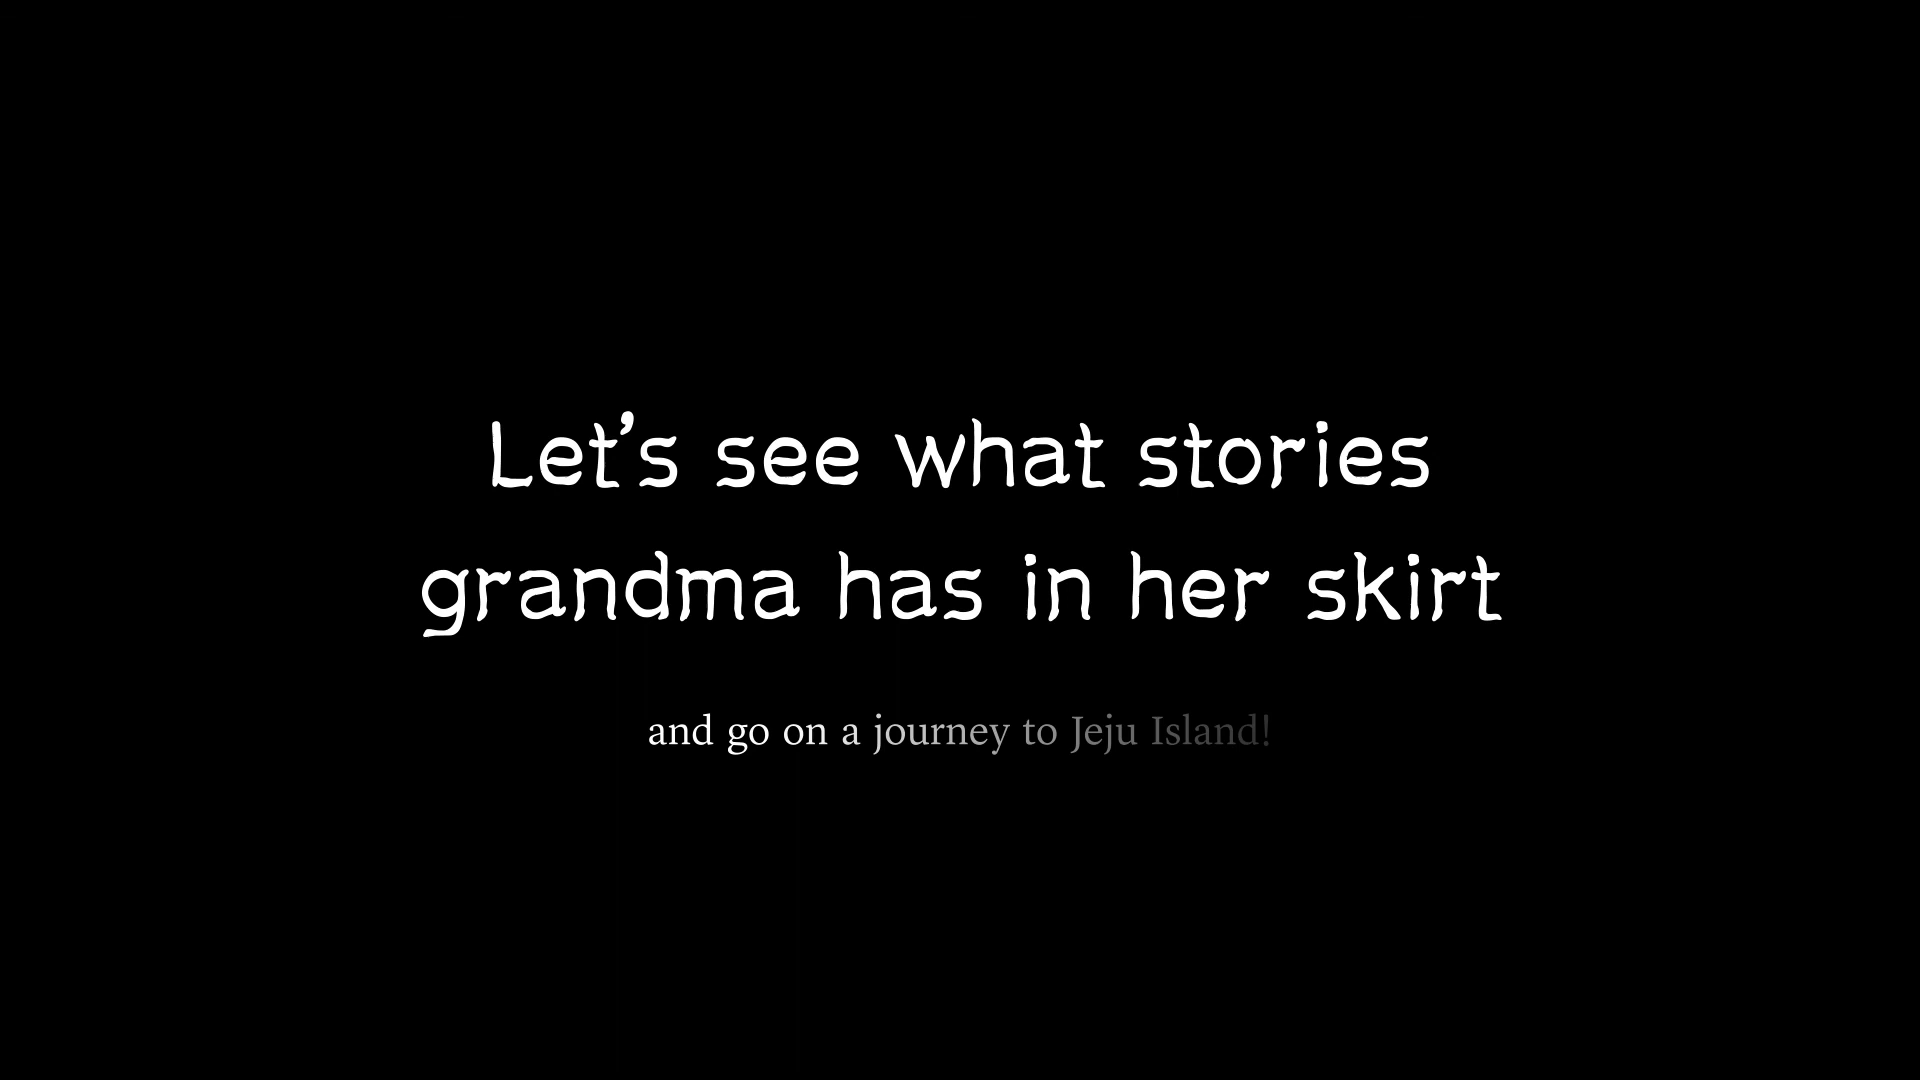 Let’s see what stories
grandma has in her skirt
and go on a journey to Jeju Island!